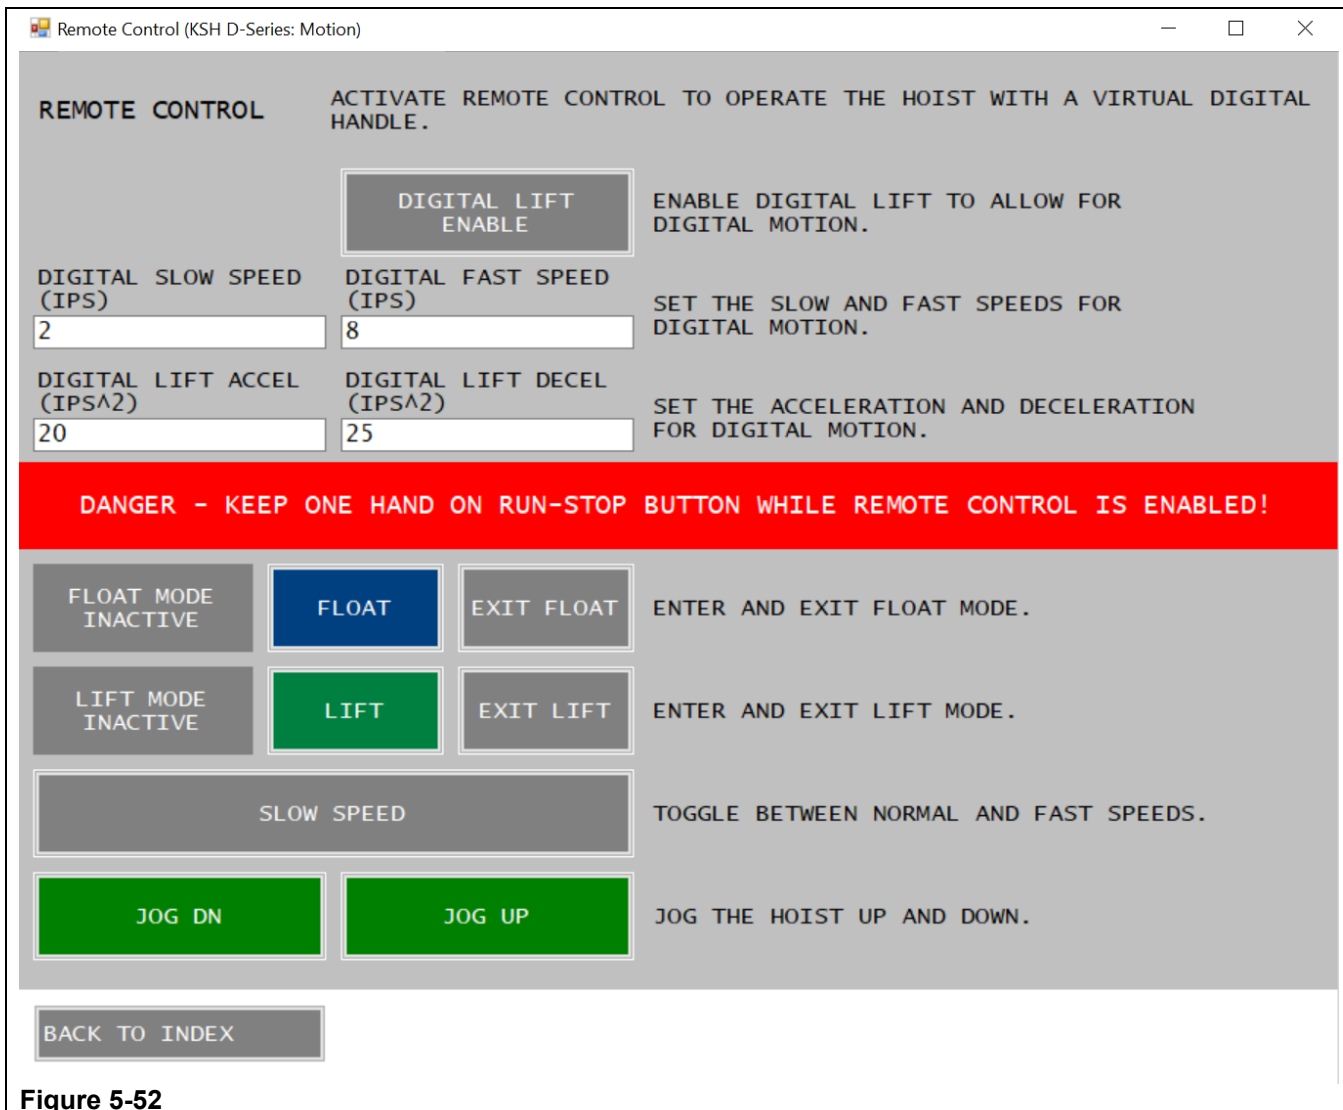 Remote Control (KSH D-Series: Motion)
REMOTE CONTROL
ACTIVATE REMOTE CONTROL TO OPERATE THE HOIST WITH A VIRTUAL DIGITAL
HANDLE.
DIGITAL LIFT
ENABLE
ENABLE DIGITAL LIFT TO ALLOW FOR
DIGITAL MOTION.
DIGITAL SLOW SPEED
(IPS)
2
DIGITAL FAST SPEED
(IPS)
8
SET THE SLOW AND FAST SPEEDS FOR
DIGITAL MOTION.
DIGITAL LIFT ACCEL
(IPS^2)
20
DIGITAL LIFT DECEL
(IPS^2)
25
SET THE ACCELERATION AND DECELERATION
FOR DIGITAL MOTION.
DANGER - KEEP ONE HAND ON RUN-STOP BUTTON WHILE REMOTE CONTROL IS ENABLED!
FLOAT MODE
INACTIVE
FLOAT
EXIT FLOAT
ENTER AND EXIT FLOAT MODE.
LIFT MODE
INACTIVE
LIFT
EXIT LIFT
ENTER AND EXIT LIFT MODE.
SLOW SPEED
TOGGLE BETWEEN NORMAL AND FAST SPEEDS.
JOG DN
JOG UP
JOG THE HOIST UP AND DOWN.
BACK TO INDEX
Figure 5-52